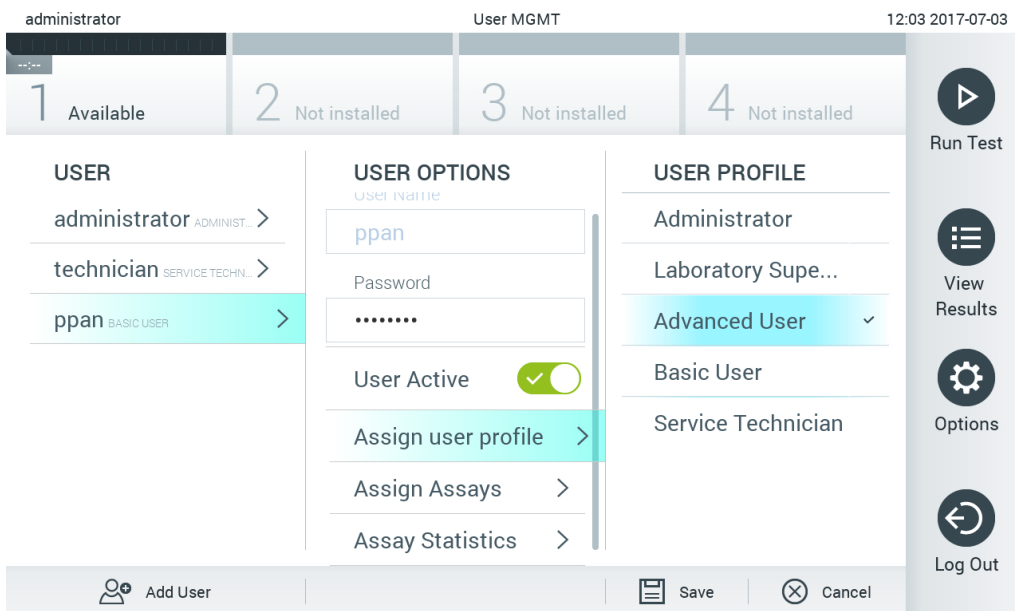 administrator User MGMT 12:03 2017-07-03
--:--
1 Available
2 Not installed
3 Not installed
4 Not installed
USER
administrator ADMINIST...
technician SERVICE TECHN...
ppan BASIC USER
USER OPTIONS
User Name
ppan
Password
••••••••
User Active
Assign user profile
Assign Assays
Assay Statistics
USER PROFILE
Administrator
Laboratory Supe...
Advanced User
Basic User
Service Technician
Run Test
View
Results
Options
Log Out
Add User
Save
Cancel